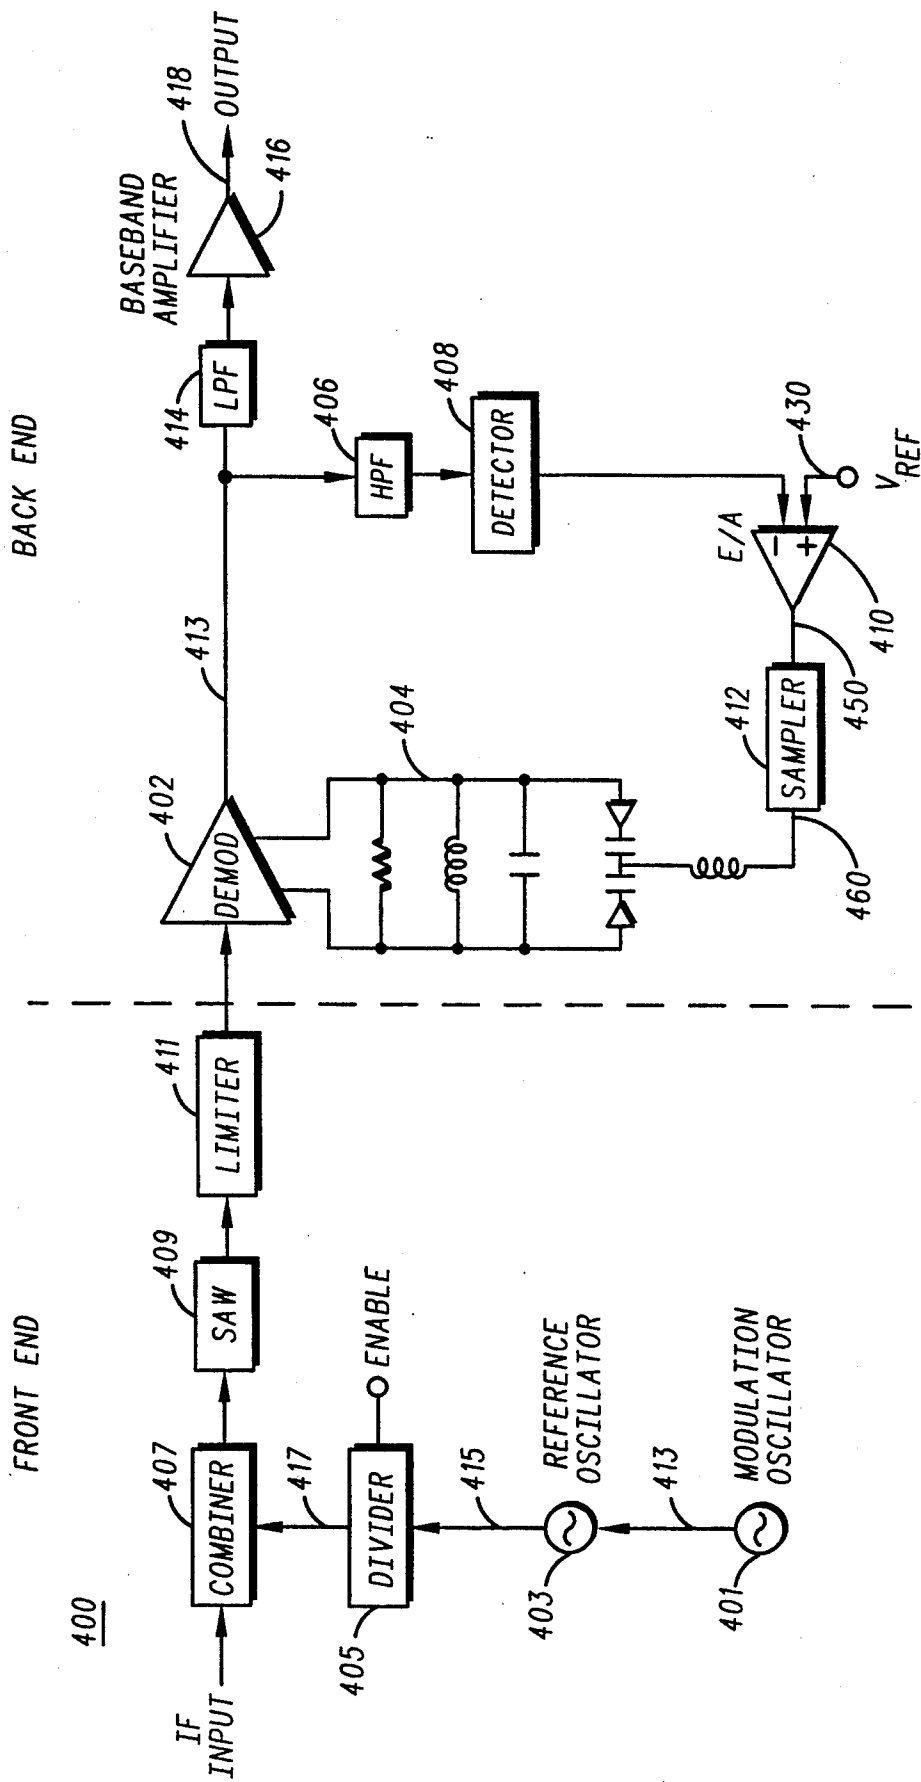 400
FRONT END
BACK END
IF
INPUT
COMBINER
407
SAW
409
LIMITER
411
DEMOD
402
413
LPF
414
BASEBAND
AMPLIFIER
416
418
OUTPUT
417
DIVIDER
405
ENABLE
415
REFERENCE
OSCILLATOR
403
413
MODULATION
OSCILLATOR
401
404
HPF
406
DETECTOR
408
E/A
−
+
410
430
VREF
450
SAMPLER
412
460